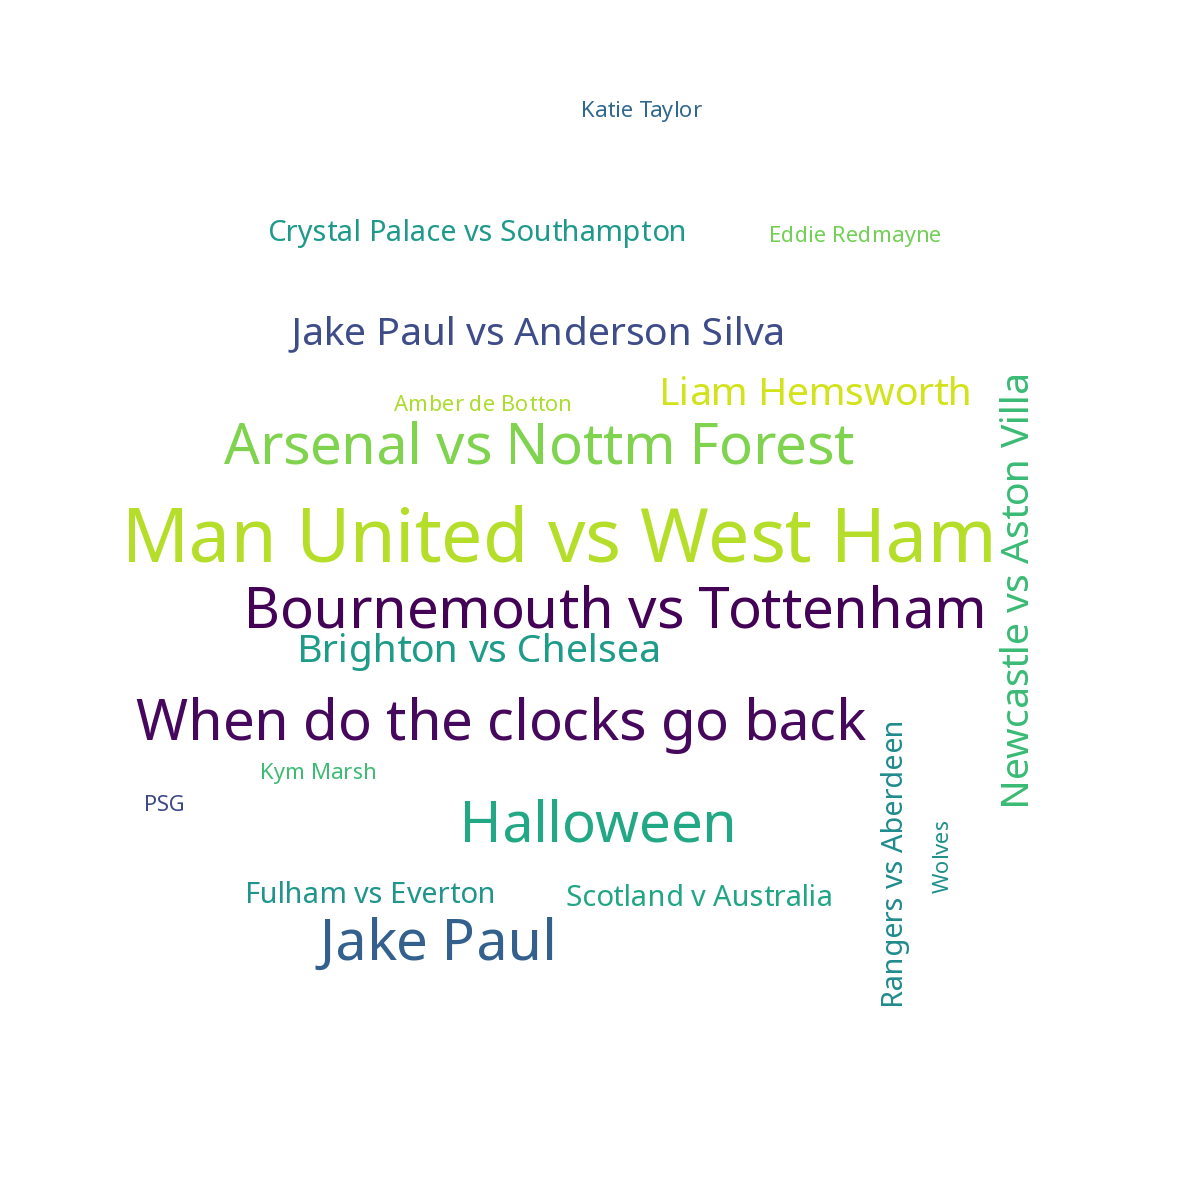 Katie Taylor
Crystal Palace vs Southampton
Eddie Redmayne
Jake Paul vs Anderson Silva
Liam Hemsworth
Amber de Botton
Arsenal vs Nottm Forest
Newcastle vs Aston Villa
Man United vs West Ham
Bournemouth vs Tottenham
Brighton vs Chelsea
When do the clocks go back
Kym Marsh
PSG
Halloween
Rangers vs Aberdeen
Wolves
Fulham vs Everton
Scotland v Australia
Jake Paul